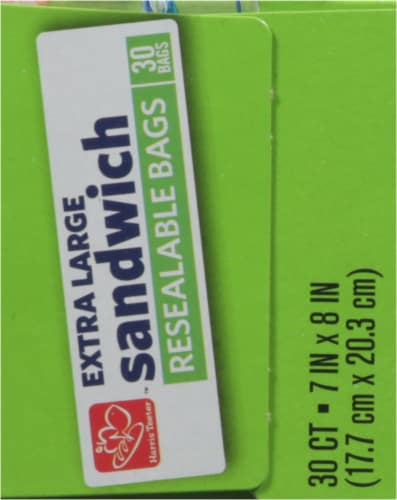 Harris Teeter™
EXTRA LARGE
sandwich
RESEALABLE BAGS
30
BAGS
30 CT ▪ 7 IN x 8 IN
(17.7 cm x 20.3 cm)